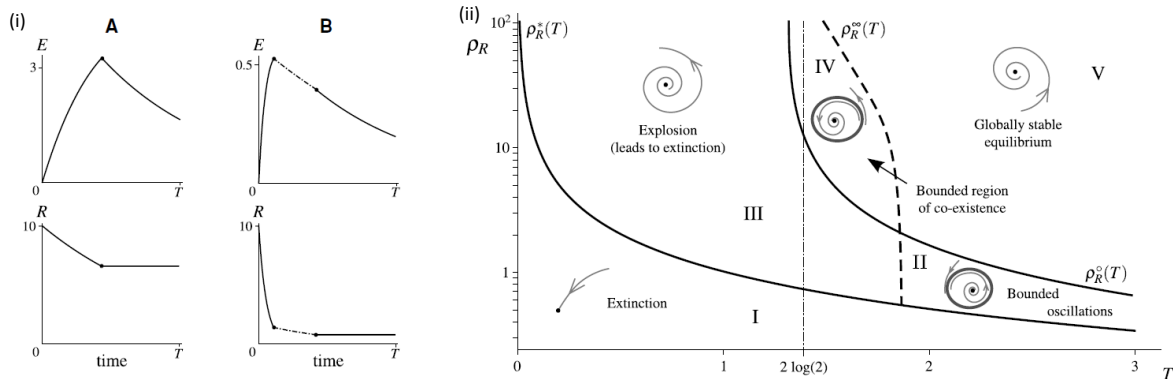 (i)
A
B
E
3
0
T
E
0.5
0
T
R
10
0
time
T
R
10
0
time
T
(ii)
10²
ρ_R
ρ*_R(T)
ρ^∞_R(T)
IV
V
Explosion
(leads to extinction)
Globally stable
equilibrium
10
Bounded region
of co-existence
III
1
II
ρ°_R(T)
Extinction
Bounded
oscillations
I
0
1
2 log(2)
2
3
T